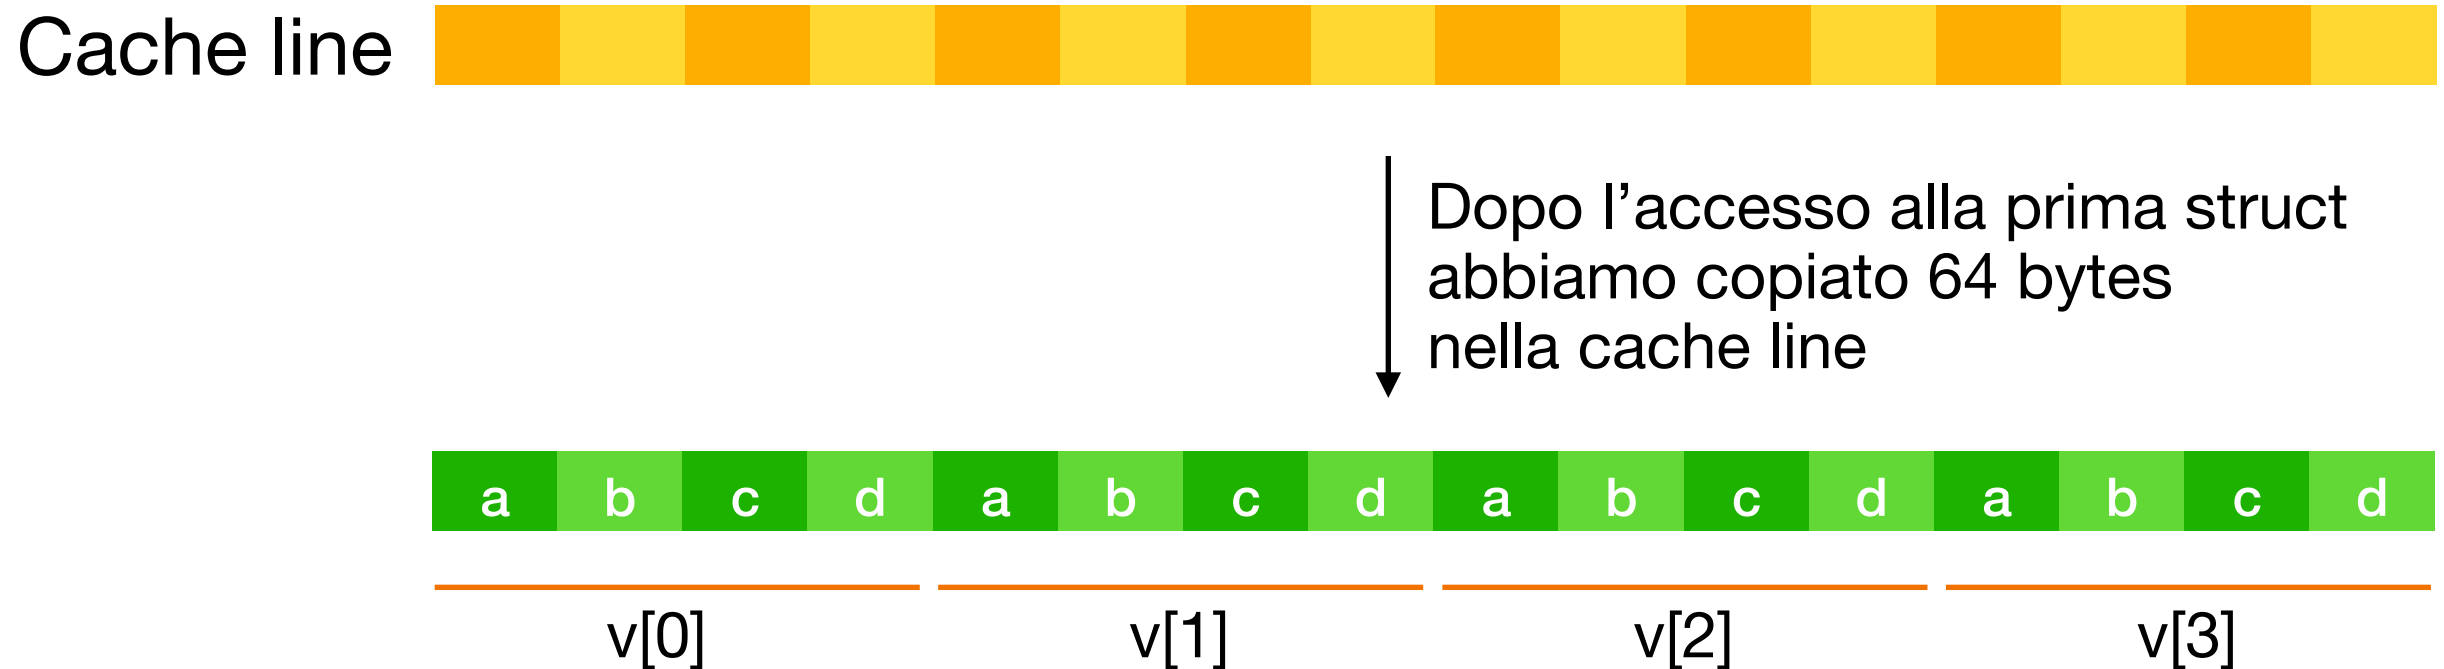 Cache line
Dopo l’accesso alla prima struct
abbiamo copiato 64 bytes
nella cache line
a b c d a b c d a b c d a b c d
v[0] v[1] v[2] v[3]